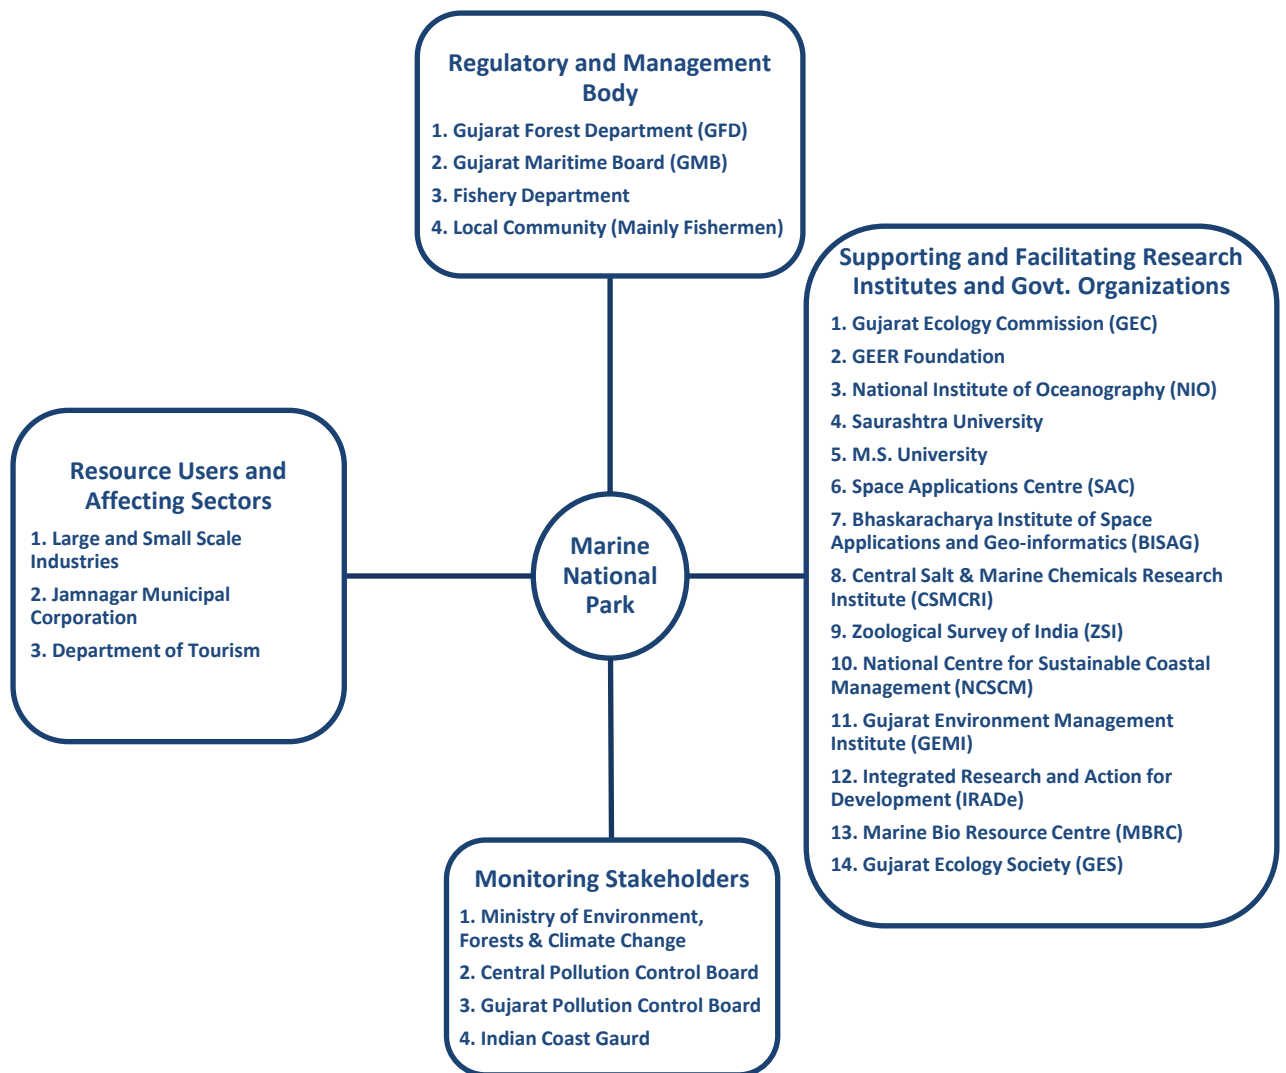 Regulatory and Management
Body
1. Gujarat Forest Department (GFD)
2. Gujarat Maritime Board (GMB)
3. Fishery Department
4. Local Community (Mainly Fishermen)
Supporting and Facilitating Research
Institutes and Govt. Organizations
1. Gujarat Ecology Commission (GEC)
2. GEER Foundation
3. National Institute of Oceanography (NIO)
4. Saurashtra University
5. M.S. University
6. Space Applications Centre (SAC)
7. Bhaskaracharya Institute of Space
Applications and Geo-informatics (BISAG)
8. Central Salt & Marine Chemicals Research
Institute (CSMCRI)
9. Zoological Survey of India (ZSI)
10. National Centre for Sustainable Coastal
Management (NCSCM)
11. Gujarat Environment Management
Institute (GEMI)
12. Integrated Research and Action for
Development (IRADe)
13. Marine Bio Resource Centre (MBRC)
14. Gujarat Ecology Society (GES)
Resource Users and
Affecting Sectors
1. Large and Small Scale
Industries
2. Jamnagar Municipal
Corporation
3. Department of Tourism
Marine
National
Park
Monitoring Stakeholders
1. Ministry of Environment,
Forests & Climate Change
2. Central Pollution Control Board
3. Gujarat Pollution Control Board
4. Indian Coast Gaurd